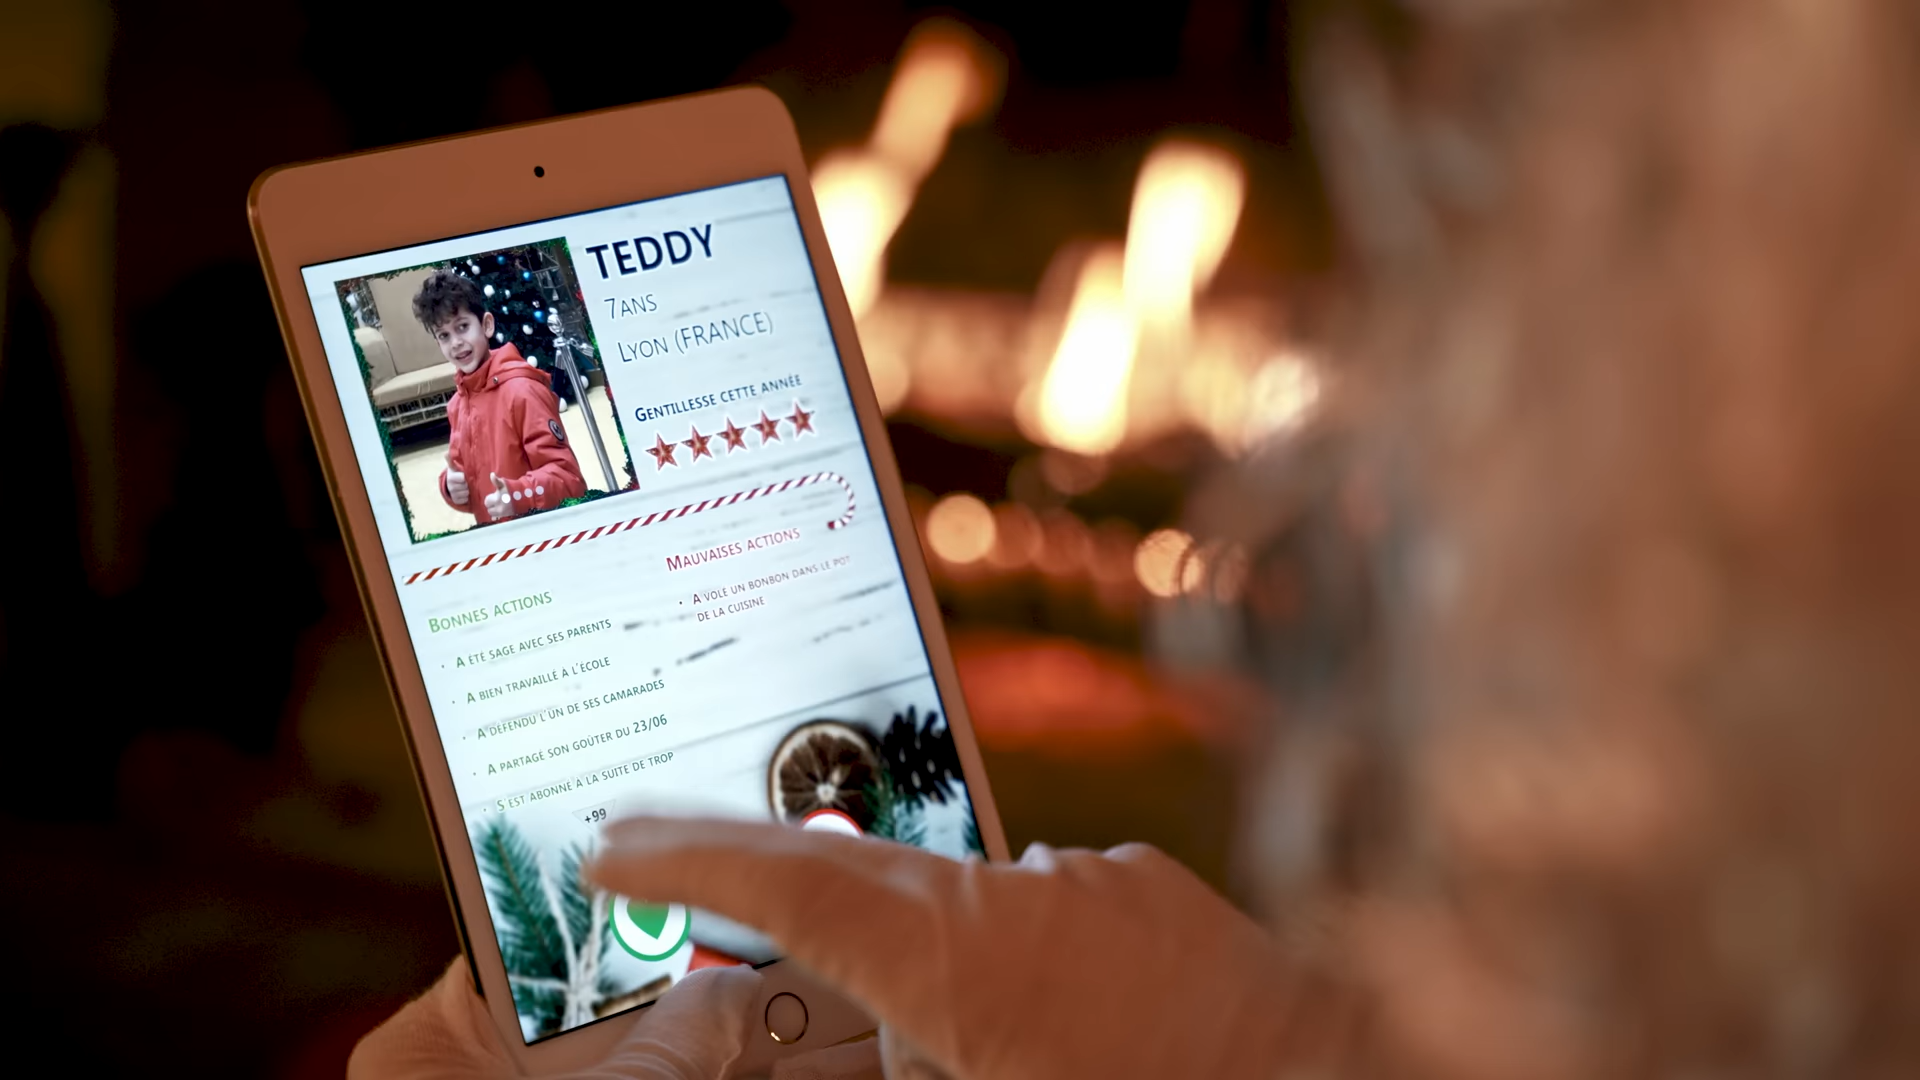 TEDDY
7ANS
LYON (FRANCE)
GENTILLESSE CETTE ANNÉE
MAUVAISES ACTIONS
• A VOLÉ UN BONBON DANS LE POT
DE LA CUISINE
BONNES ACTIONS
• A ÉTÉ SAGE AVEC SES PARENTS
• A BIEN TRAVAILLÉ À L'ÉCOLE
• A DÉFENDU L'UN DE SES CAMARADES
• A PARTAGÉ SON GOÛTER DU 23/06
• S'EST ABONNÉ À LA SUITE DE TROP
+99